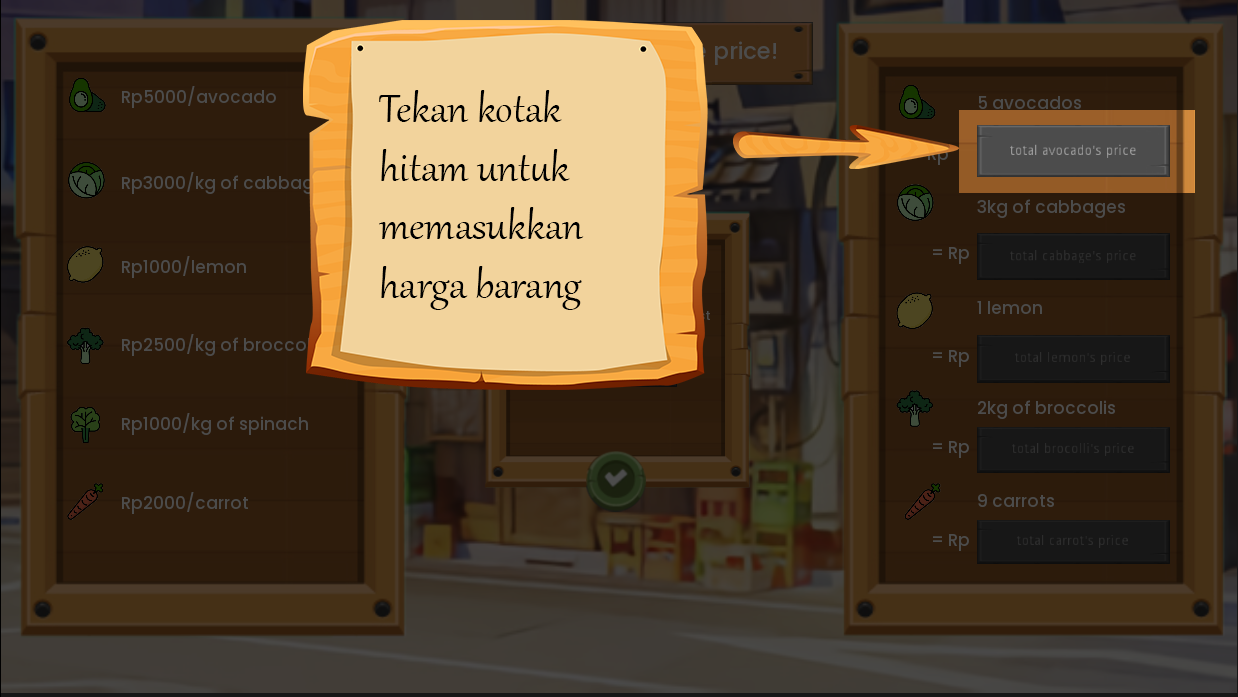 price!
Rp5000/avocado
Rp3000/kg of cabbag
Rp1000/lemon
Rp2500/kg of brocco
Rp1000/kg of spinach
Rp2000/carrot
Tekan kotak
hitam untuk
memasukkan
harga barang
5 avocados
Rp
total avocado's price
3kg of cabbages
= Rp
total cabbage's price
1 lemon
= Rp
total lemon's price
2kg of broccolis
= Rp
total brocolli's price
9 carrots
= Rp
total carrot's price